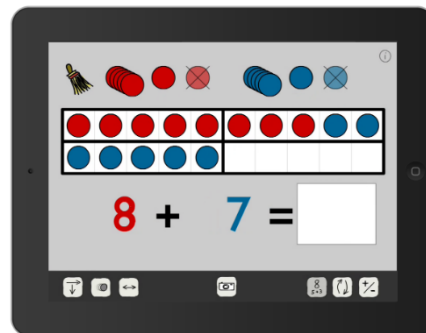 8 + 7 =